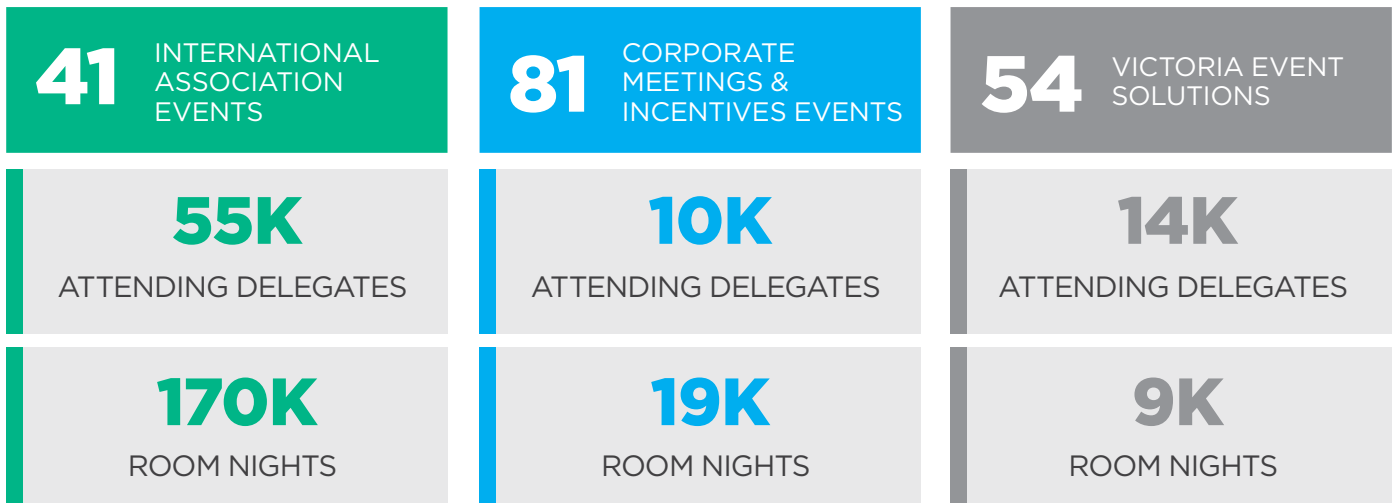 41
INTERNATIONAL
ASSOCIATION
EVENTS
55K
ATTENDING DELEGATES
170K
ROOM NIGHTS
81
CORPORATE
MEETINGS &
INCENTIVES EVENTS
10K
ATTENDING DELEGATES
19K
ROOM NIGHTS
54
VICTORIA EVENT
SOLUTIONS
14K
ATTENDING DELEGATES
9K
ROOM NIGHTS